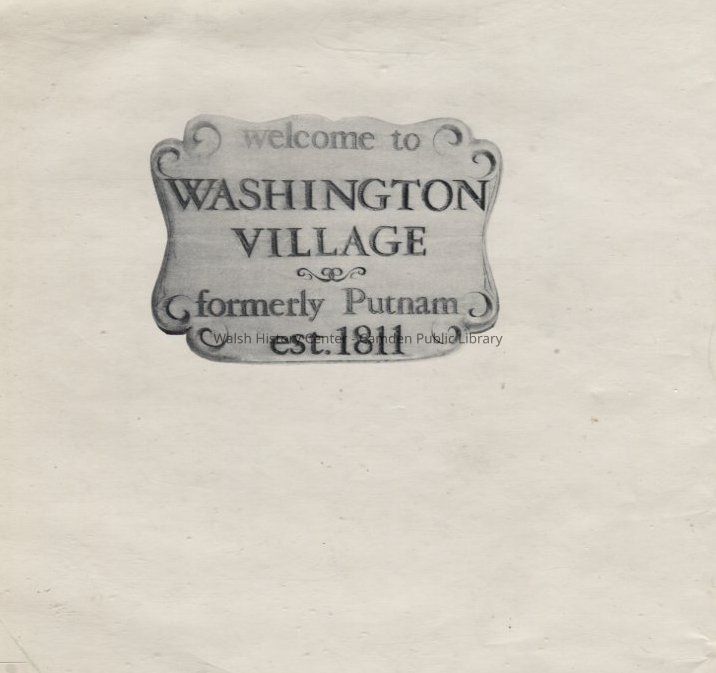 welcome to
WASHINGTON
VILLAGE
formerly Putnam
est. 1811
Walsh History Center - Camden Public Library